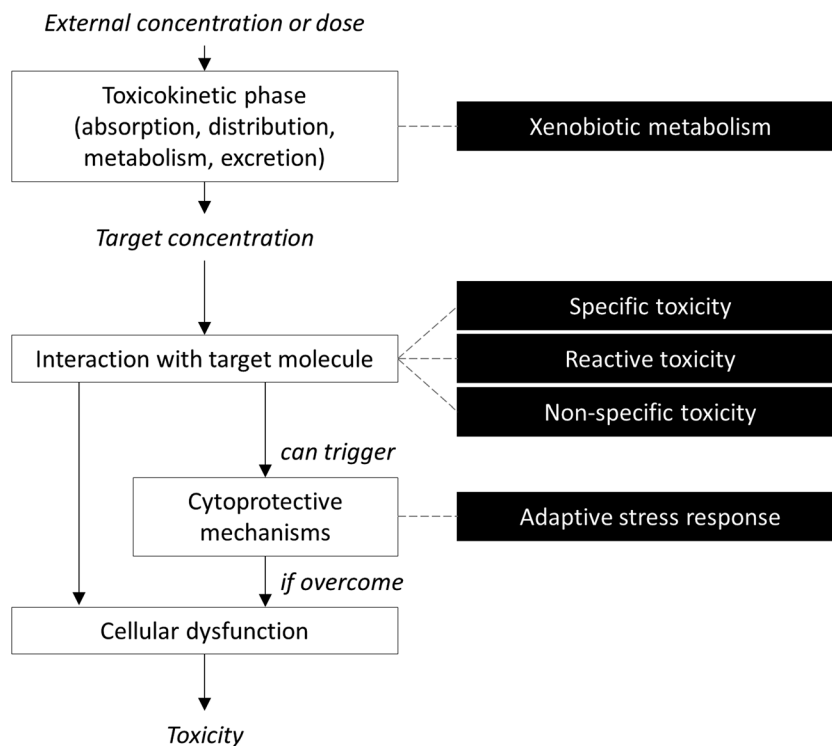 External concentration or dose
Toxicokinetic phase
(absorption, distribution,
metabolism, excretion)
Xenobiotic metabolism
Target concentration
Specific toxicity
Interaction with target molecule
Reactive toxicity
Non-specific toxicity
can trigger
Cytoprotective
mechanisms
Adaptive stress response
if overcome
Cellular dysfunction
Toxicity